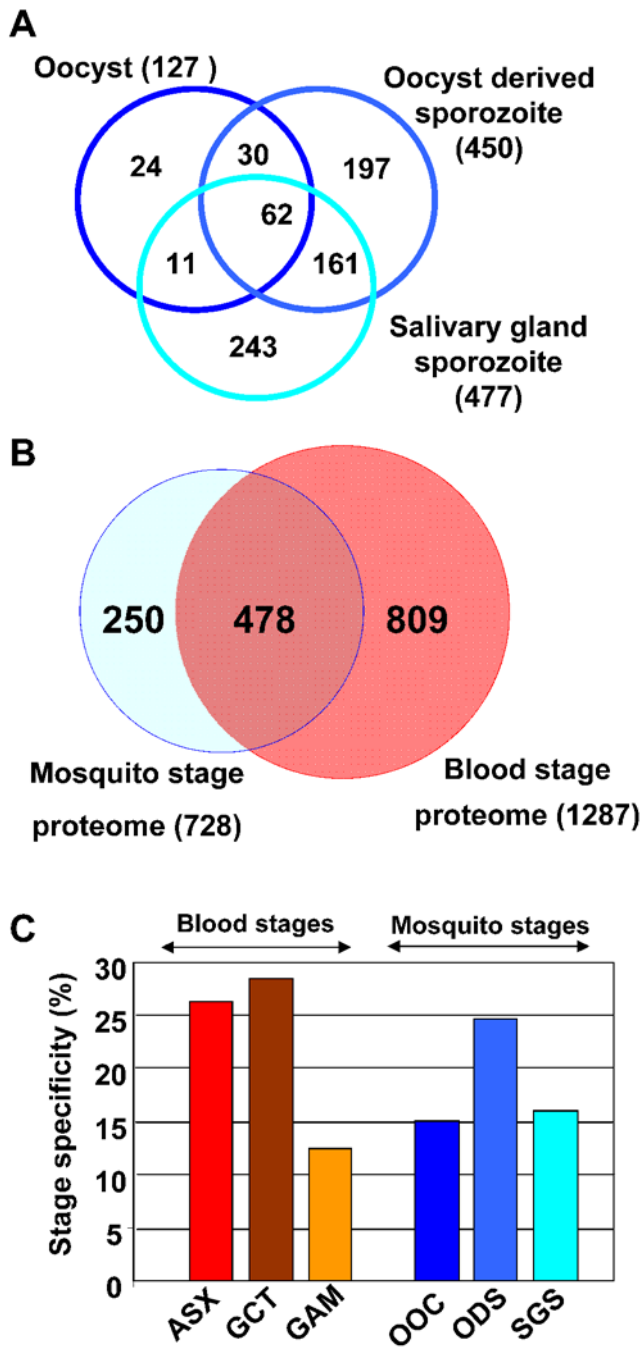 A
Oocyst (127 )
Oocyst derived
sporozoite
(450)
24
30
197
62
11
161
243
Salivary gland
sporozoite
(477)
B
250
478
809
Mosquito stage
proteome (728)
Blood stage
proteome (1287)
C
Blood stages
Mosquito stages
Stage specificity (%)
30
25
20
15
10
5
0
ASX
GCT
GAM
OOC
ODS
SGS